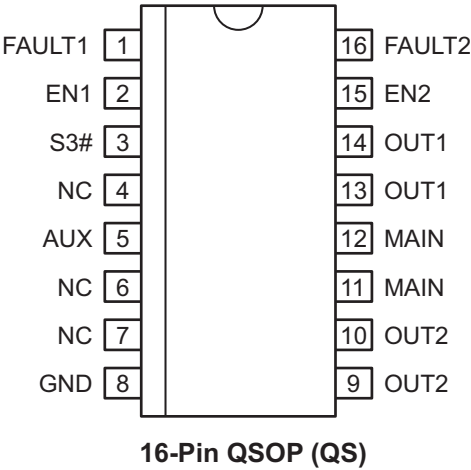 FAULT1 1 16 FAULT2
EN1 2 15 EN2
S3# 3 14 OUT1
NC 4 13 OUT1
AUX 5 12 MAIN
NC 6 11 MAIN
NC 7 10 OUT2
GND 8 9 OUT2
16-Pin QSOP (QS)